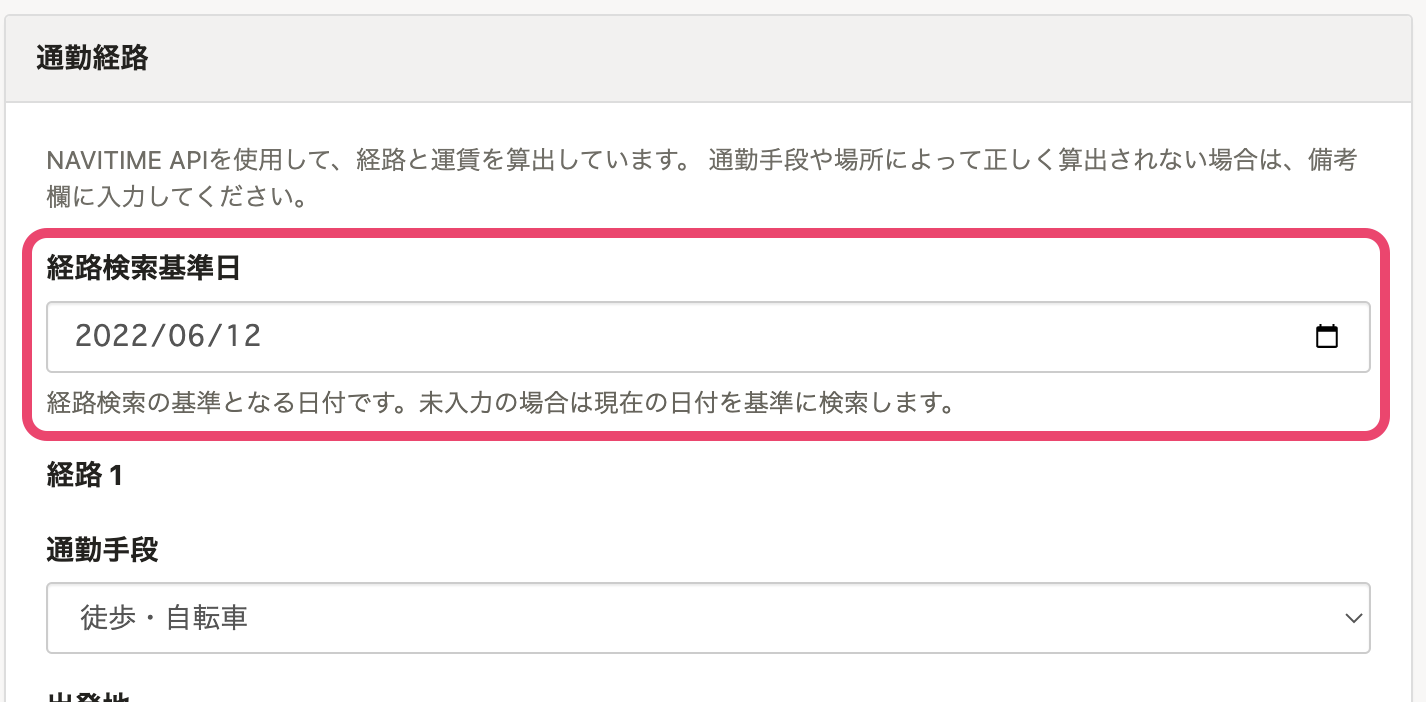 通勤経路
NAVITIME APIを使用して、経路と運賃を算出しています。 通勤手段や場所によって正しく算出されない場合は、備考
欄に入力してください。
経路検索基準日
2022/06/12
経路検索の基準となる日付です。未入力の場合は現在の日付を基準に検索します。
経路 1
通勤手段
徒歩・自転車
出発地